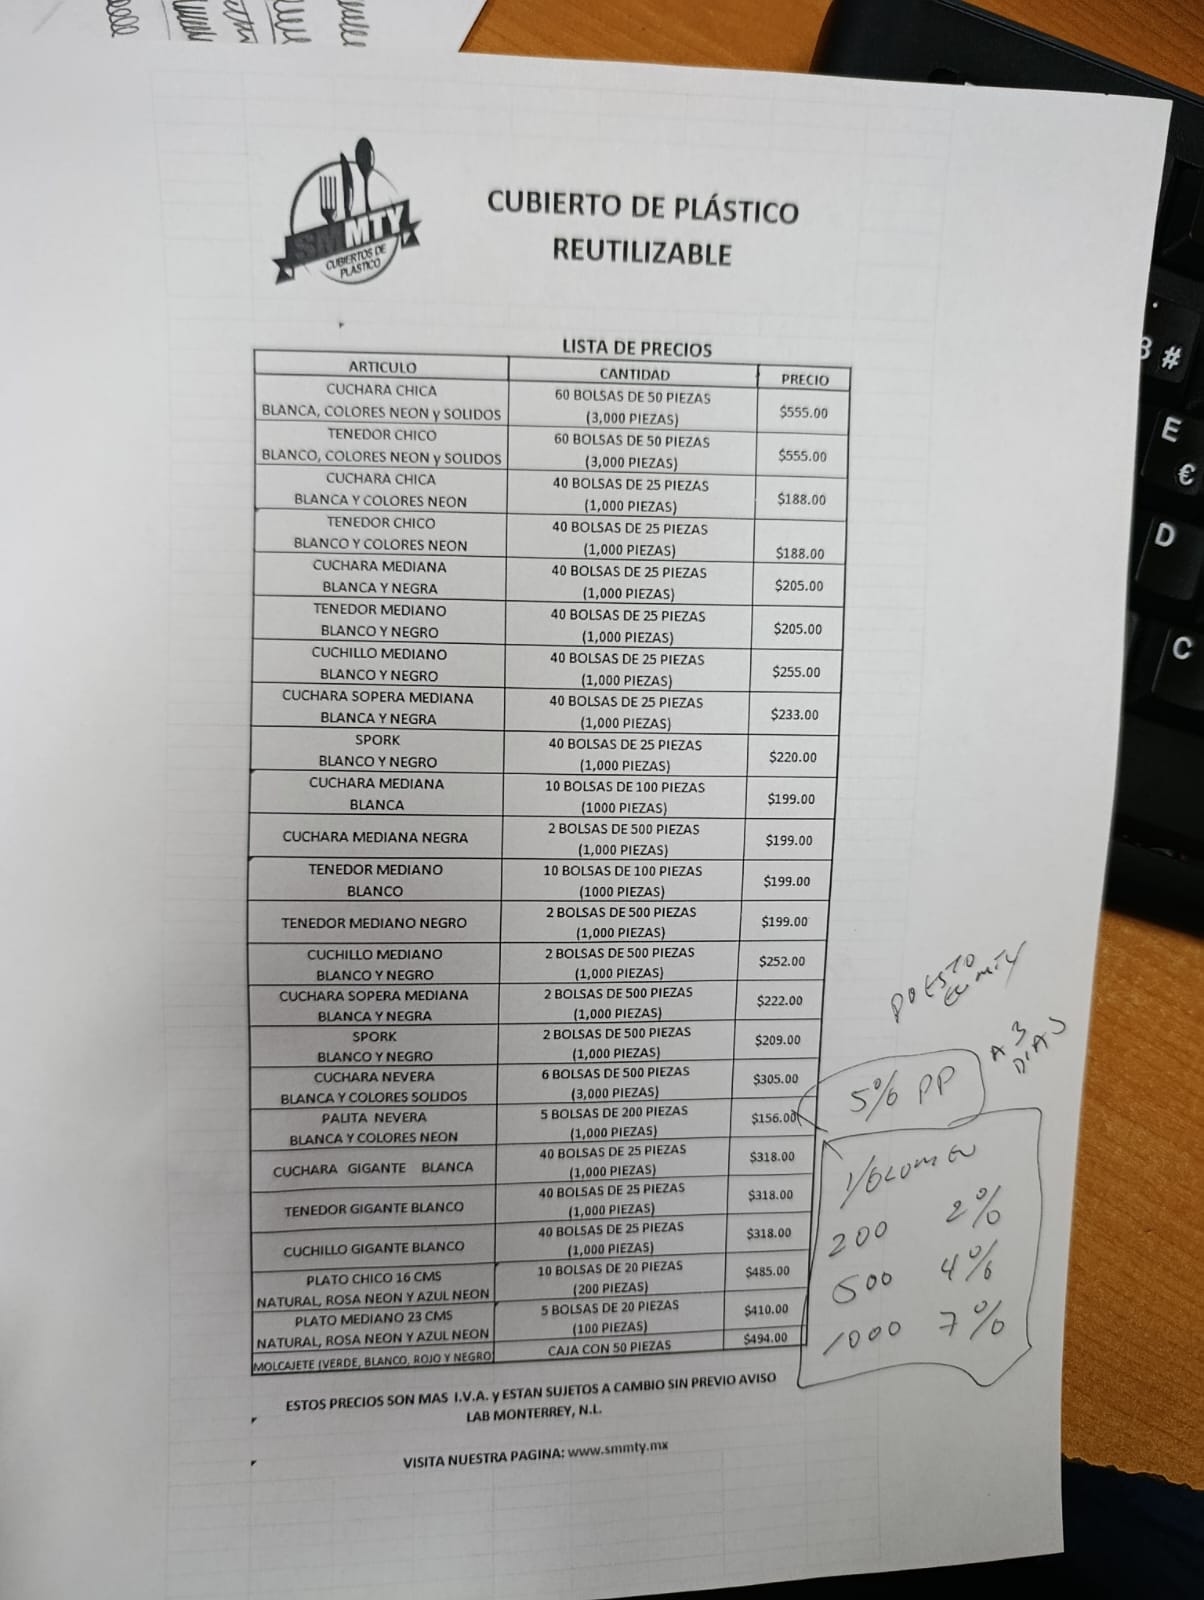 SMMTY
CUBIERTOS DE
PLASTICO
CUBIERTO DE PLÁSTICO
REUTILIZABLE
LISTA DE PRECIOS
ARTICULO CANTIDAD PRECIO
CUCHARA CHICA 60 BOLSAS DE 50 PIEZAS
BLANCA, COLORES NEON y SOLIDOS (3,000 PIEZAS) $555.00
TENEDOR CHICO 60 BOLSAS DE 50 PIEZAS
BLANCO, COLORES NEON y SOLIDOS (3,000 PIEZAS) $555.00
CUCHARA CHICA 40 BOLSAS DE 25 PIEZAS
BLANCA Y COLORES NEON (1,000 PIEZAS) $188.00
TENEDOR CHICO 40 BOLSAS DE 25 PIEZAS
BLANCO Y COLORES NEON (1,000 PIEZAS) $188.00
CUCHARA MEDIANA 40 BOLSAS DE 25 PIEZAS
BLANCA Y NEGRA (1,000 PIEZAS) $205.00
TENEDOR MEDIANO 40 BOLSAS DE 25 PIEZAS
BLANCO Y NEGRO (1,000 PIEZAS) $205.00
CUCHILLO MEDIANO 40 BOLSAS DE 25 PIEZAS
BLANCO Y NEGRO (1,000 PIEZAS) $255.00
CUCHARA SOPERA MEDIANA 40 BOLSAS DE 25 PIEZAS
BLANCA Y NEGRA (1,000 PIEZAS) $233.00
SPORK 40 BOLSAS DE 25 PIEZAS
BLANCO Y NEGRO (1,000 PIEZAS) $220.00
CUCHARA MEDIANA 10 BOLSAS DE 100 PIEZAS
BLANCA (1000 PIEZAS) $199.00
CUCHARA MEDIANA NEGRA 2 BOLSAS DE 500 PIEZAS
(1,000 PIEZAS) $199.00
TENEDOR MEDIANO 10 BOLSAS DE 100 PIEZAS
BLANCO (1000 PIEZAS) $199.00
TENEDOR MEDIANO NEGRO 2 BOLSAS DE 500 PIEZAS
(1,000 PIEZAS) $199.00
CUCHILLO MEDIANO 2 BOLSAS DE 500 PIEZAS
BLANCO Y NEGRO (1,000 PIEZAS) $252.00
CUCHARA SOPERA MEDIANA 2 BOLSAS DE 500 PIEZAS
BLANCA Y NEGRA (1,000 PIEZAS) $222.00
SPORK 2 BOLSAS DE 500 PIEZAS
BLANCO Y NEGRO (1,000 PIEZAS) $209.00
CUCHARA NEVERA 6 BOLSAS DE 500 PIEZAS
BLANCA Y COLORES SOLIDOS (3,000 PIEZAS) $305.00
PALITA NEVERA 5 BOLSAS DE 200 PIEZAS
BLANCA Y COLORES NEON (1,000 PIEZAS) $156.00
CUCHARA GIGANTE BLANCA 40 BOLSAS DE 25 PIEZAS
(1,000 PIEZAS) $318.00
TENEDOR GIGANTE BLANCO 40 BOLSAS DE 25 PIEZAS
(1,000 PIEZAS) $318.00
CUCHILLO GIGANTE BLANCO 40 BOLSAS DE 25 PIEZAS
(1,000 PIEZAS) $318.00
PLATO CHICO 16 CMS 10 BOLSAS DE 20 PIEZAS
NATURAL, ROSA NEON Y AZUL NEON (200 PIEZAS) $485.00
PLATO MEDIANO 23 CMS 5 BOLSAS DE 20 PIEZAS
NATURAL, ROSA NEON Y AZUL NEON (100 PIEZAS) $410.00
MOLCAJETE (VERDE, BLANCO, ROJO Y NEGRO CAJA CON 50 PIEZAS $494.00
ESTOS PRECIOS SON MAS I.V.A. y ESTAN SUJETOS A CAMBIO SIN PREVIO AVISO
LAB MONTERREY, N.L.
VISITA NUESTRA PAGINA: www.smmty.mx
PUESTO
EN MTY
A 3
DIAS
5% PP
VOLUMEN
200 2%
500 4%
1000 7%
3 #
E €
D
C